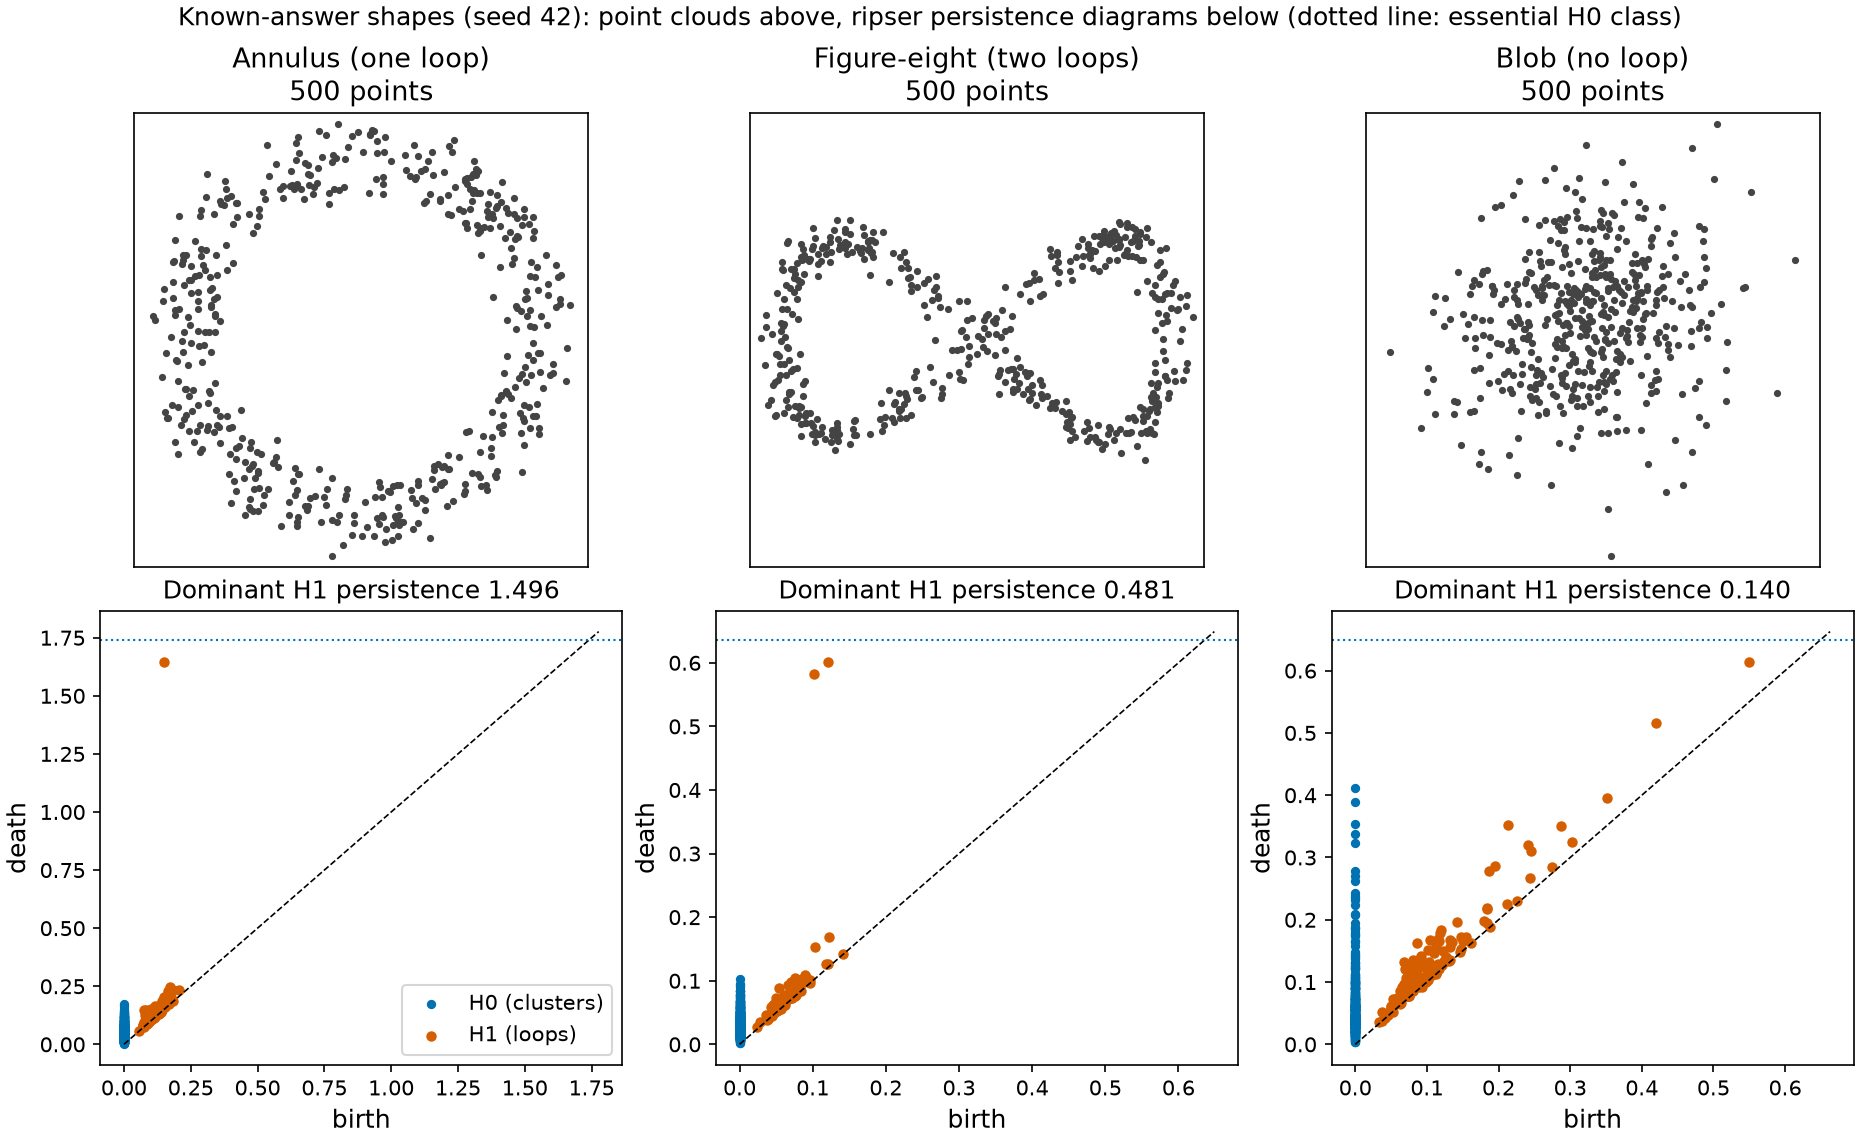 Known-answer shapes (seed 42): point clouds above, ripser persistence diagrams below (dotted line: essential H0 class)
Annulus (one loop)
500 points
Figure-eight (two loops)
500 points
Blob (no loop)
500 points
Dominant H1 persistence 1.496
death
1.75
1.50
1.25
1.00
0.75
0.50
0.25
0.00
0.00 0.25 0.50 0.75 1.00 1.25 1.50 1.75
birth
H0 (clusters)
H1 (loops)
Dominant H1 persistence 0.481
death
0.6
0.5
0.4
0.3
0.2
0.1
0.0
0.0 0.1 0.2 0.3 0.4 0.5 0.6
birth
Dominant H1 persistence 0.140
death
0.6
0.5
0.4
0.3
0.2
0.1
0.0
0.0 0.1 0.2 0.3 0.4 0.5 0.6
birth